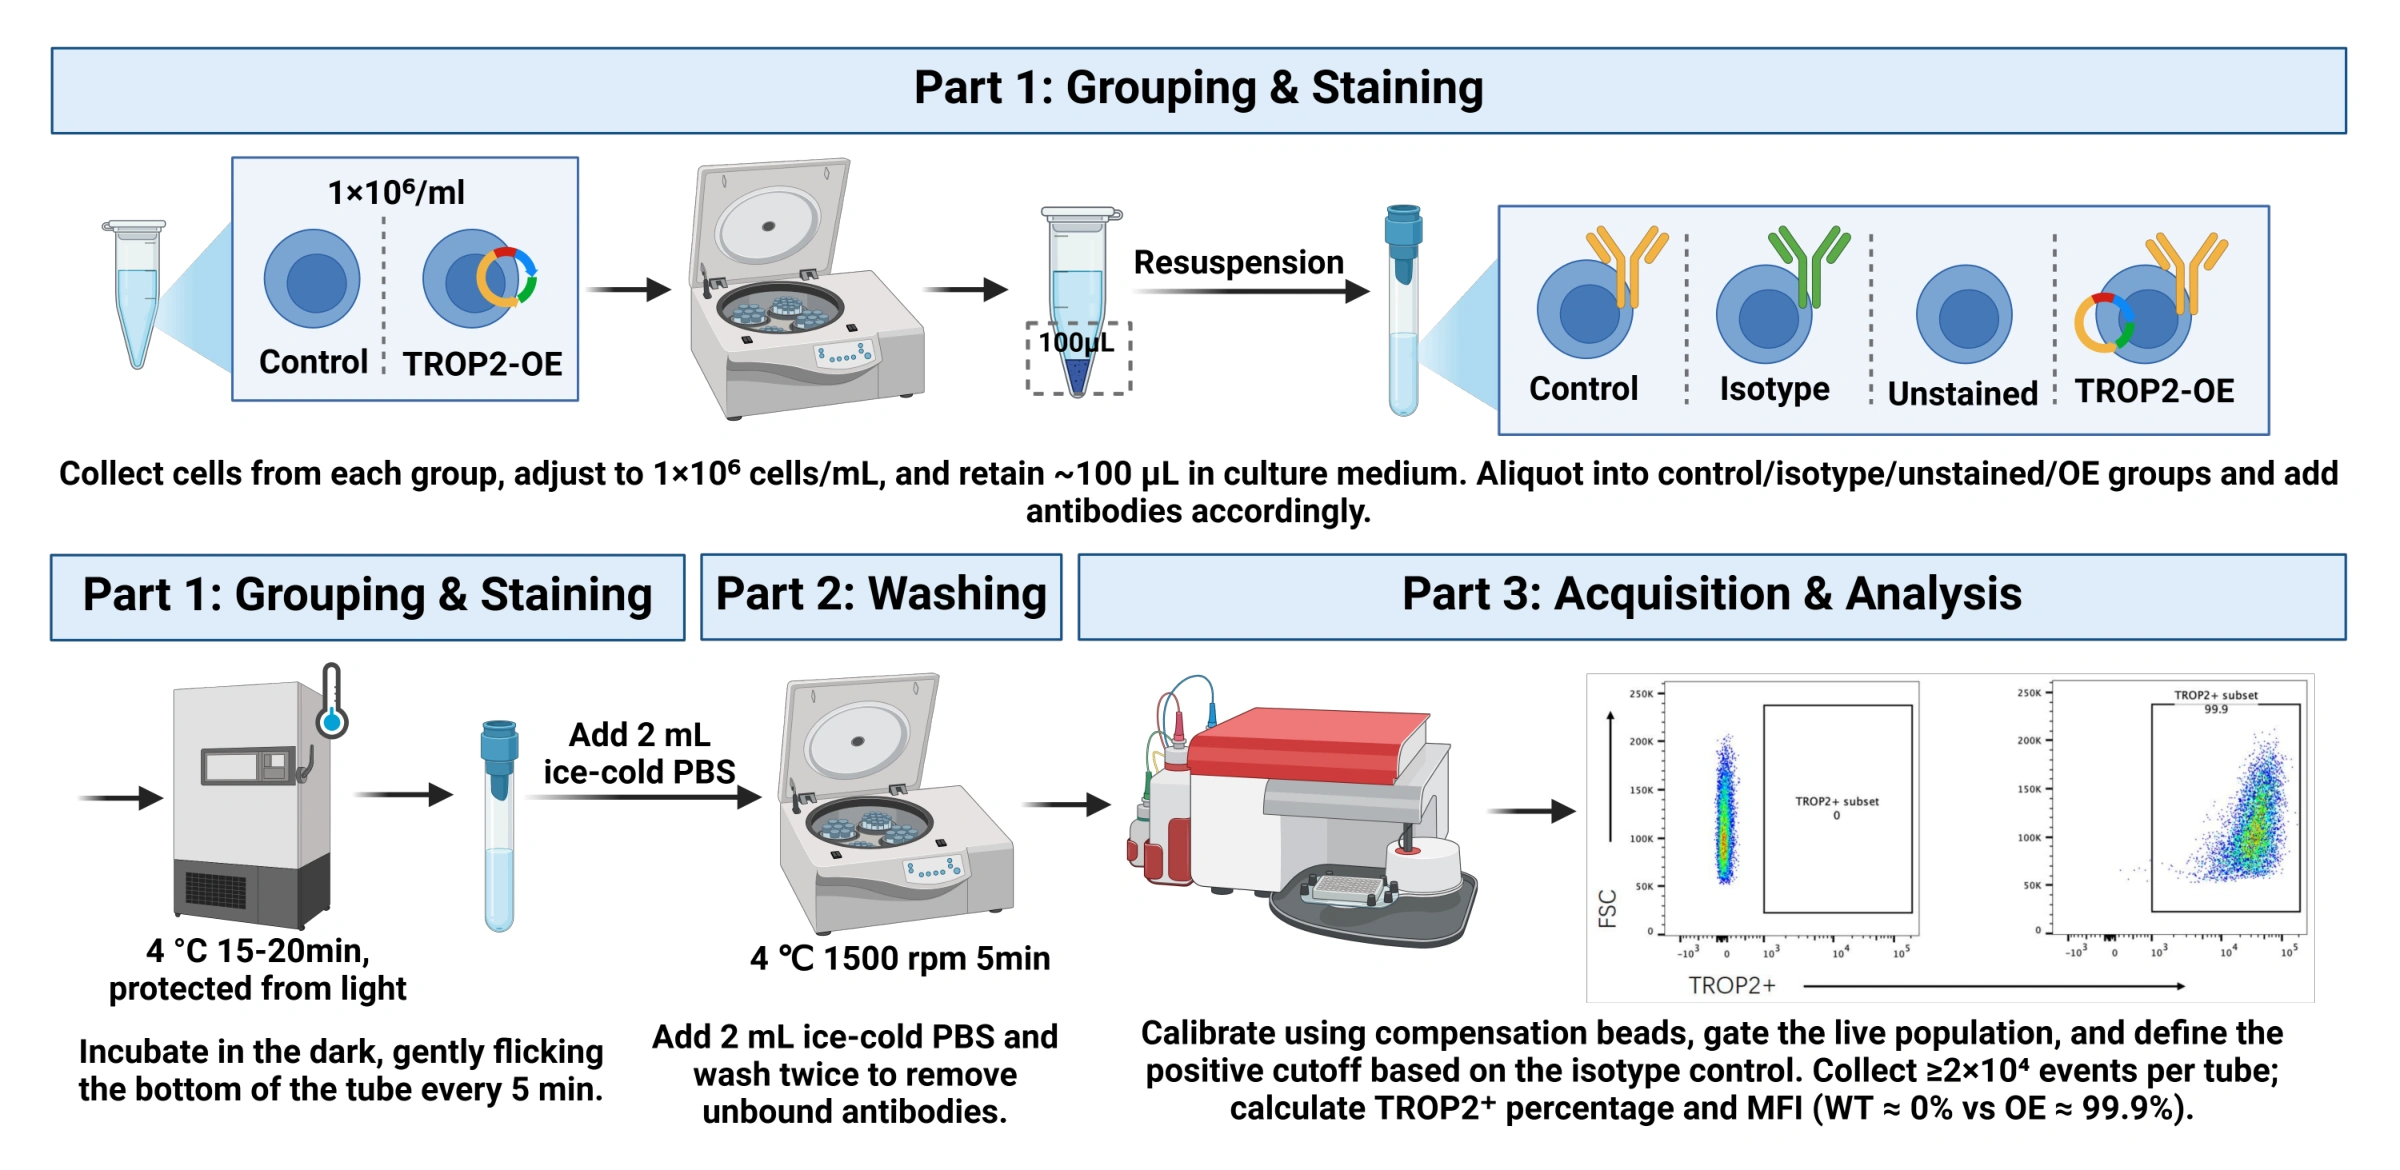 Part 1: Grouping & Staining
1×10⁶/ml
Control
TROP2-OE
100µL
Resuspension
Control
Isotype
Unstained
TROP2-OE
Collect cells from each group, adjust to 1×10⁶ cells/mL, and retain ~100 µL in culture medium. Aliquot into control/isotype/unstained/OE groups and add
antibodies accordingly.
Part 1: Grouping & Staining
Part 2: Washing
Part 3: Acquisition & Analysis
4 °C 15-20min,
protected from light
Incubate in the dark, gently flicking
the bottom of the tube every 5 min.
Add 2 mL
ice-cold PBS
4 ℃ 1500 rpm 5min
Add 2 mL ice-cold PBS and
wash twice to remove
unbound antibodies.
250K
200K
150K
100K
50K
0
FSC
TROP2+ subset
0
-10³ 0 10³ 10⁴ 10⁵
250K
200K
150K
100K
50K
0
TROP2+ subset
99.9
-10³ 0 10³ 10⁴ 10⁵
TROP2+
Calibrate using compensation beads, gate the live population, and define the
positive cutoff based on the isotype control. Collect ≥2×10⁴ events per tube;
calculate TROP2⁺ percentage and MFI (WT ≈ 0% vs OE ≈ 99.9%).